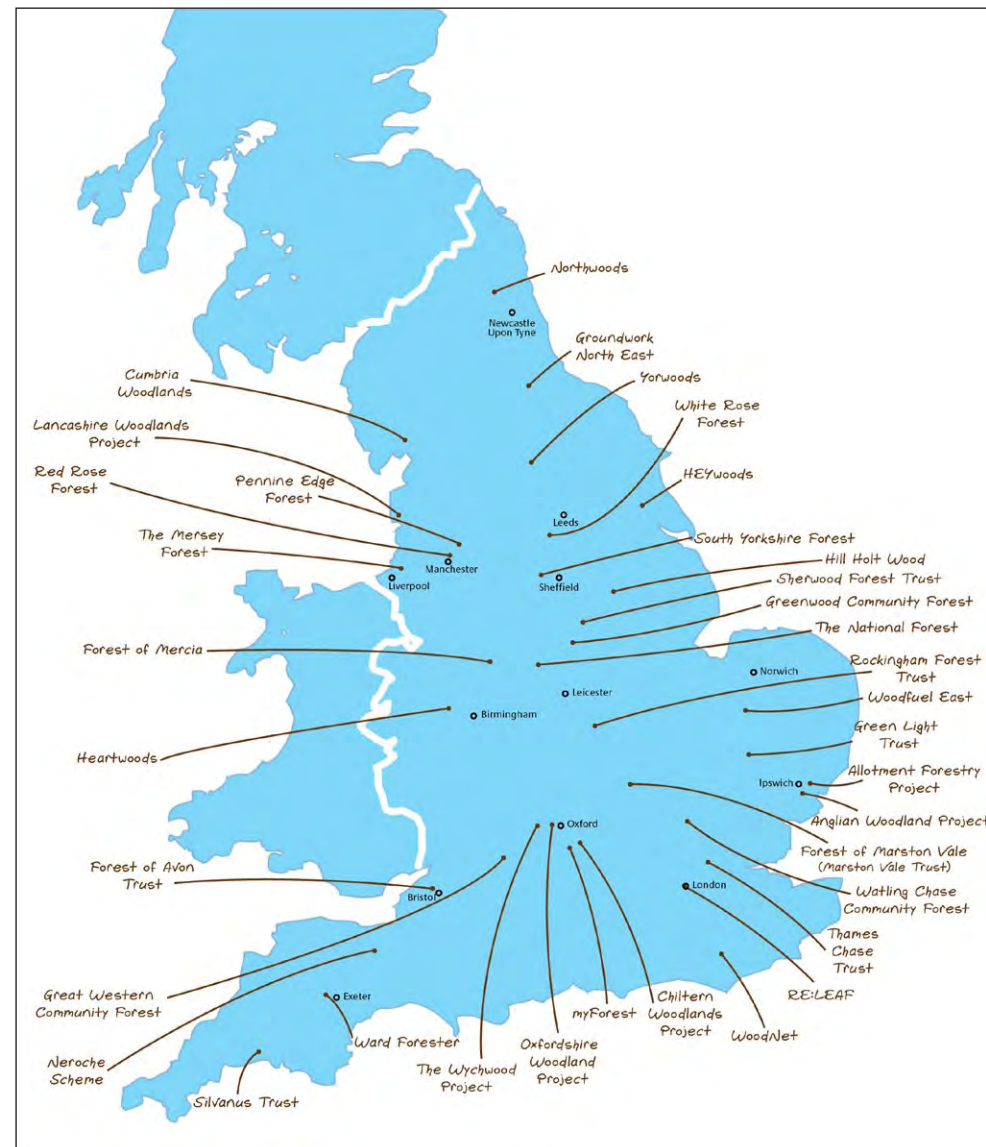 Northwoods
Newcastle
Upon Tyne
Groundwork
North East
Yorwoods
White Rose
Forest
Cumbria
Woodlands
Lancashire Woodlands
Project
Red Rose
Forest
Pennine Edge
Forest
HEYwoods
Leeds
The Mersey
Forest
South Yorkshire Forest
Manchester
Liverpool
Sheffield
Hill Holt Wood
Sherwood Forest Trust
Greenwood Community Forest
The National Forest
Forest of Mercia
Rockingham Forest
Trust
Norwich
Leicester
Woodfuel East
Birmingham
Green Light
Trust
Heartwoods
Allotment Forestry
Project
Ipswich
Anglian Woodland Project
Oxford
Forest of Marston Vale
(Marston Vale Trust)
Forest of Avon
Trust
Bristol
London
Watling Chase
Community Forest
Thames
Chase
Trust
Great Western
Community Forest
Exeter
RE:LEAF
myForest
Chiltern
Woodlands
Project
WoodNet
Neroche
Scheme
Ward Forester
The Wychwood
Project
Oxfordshire
Woodland
Project
Silvanus Trust